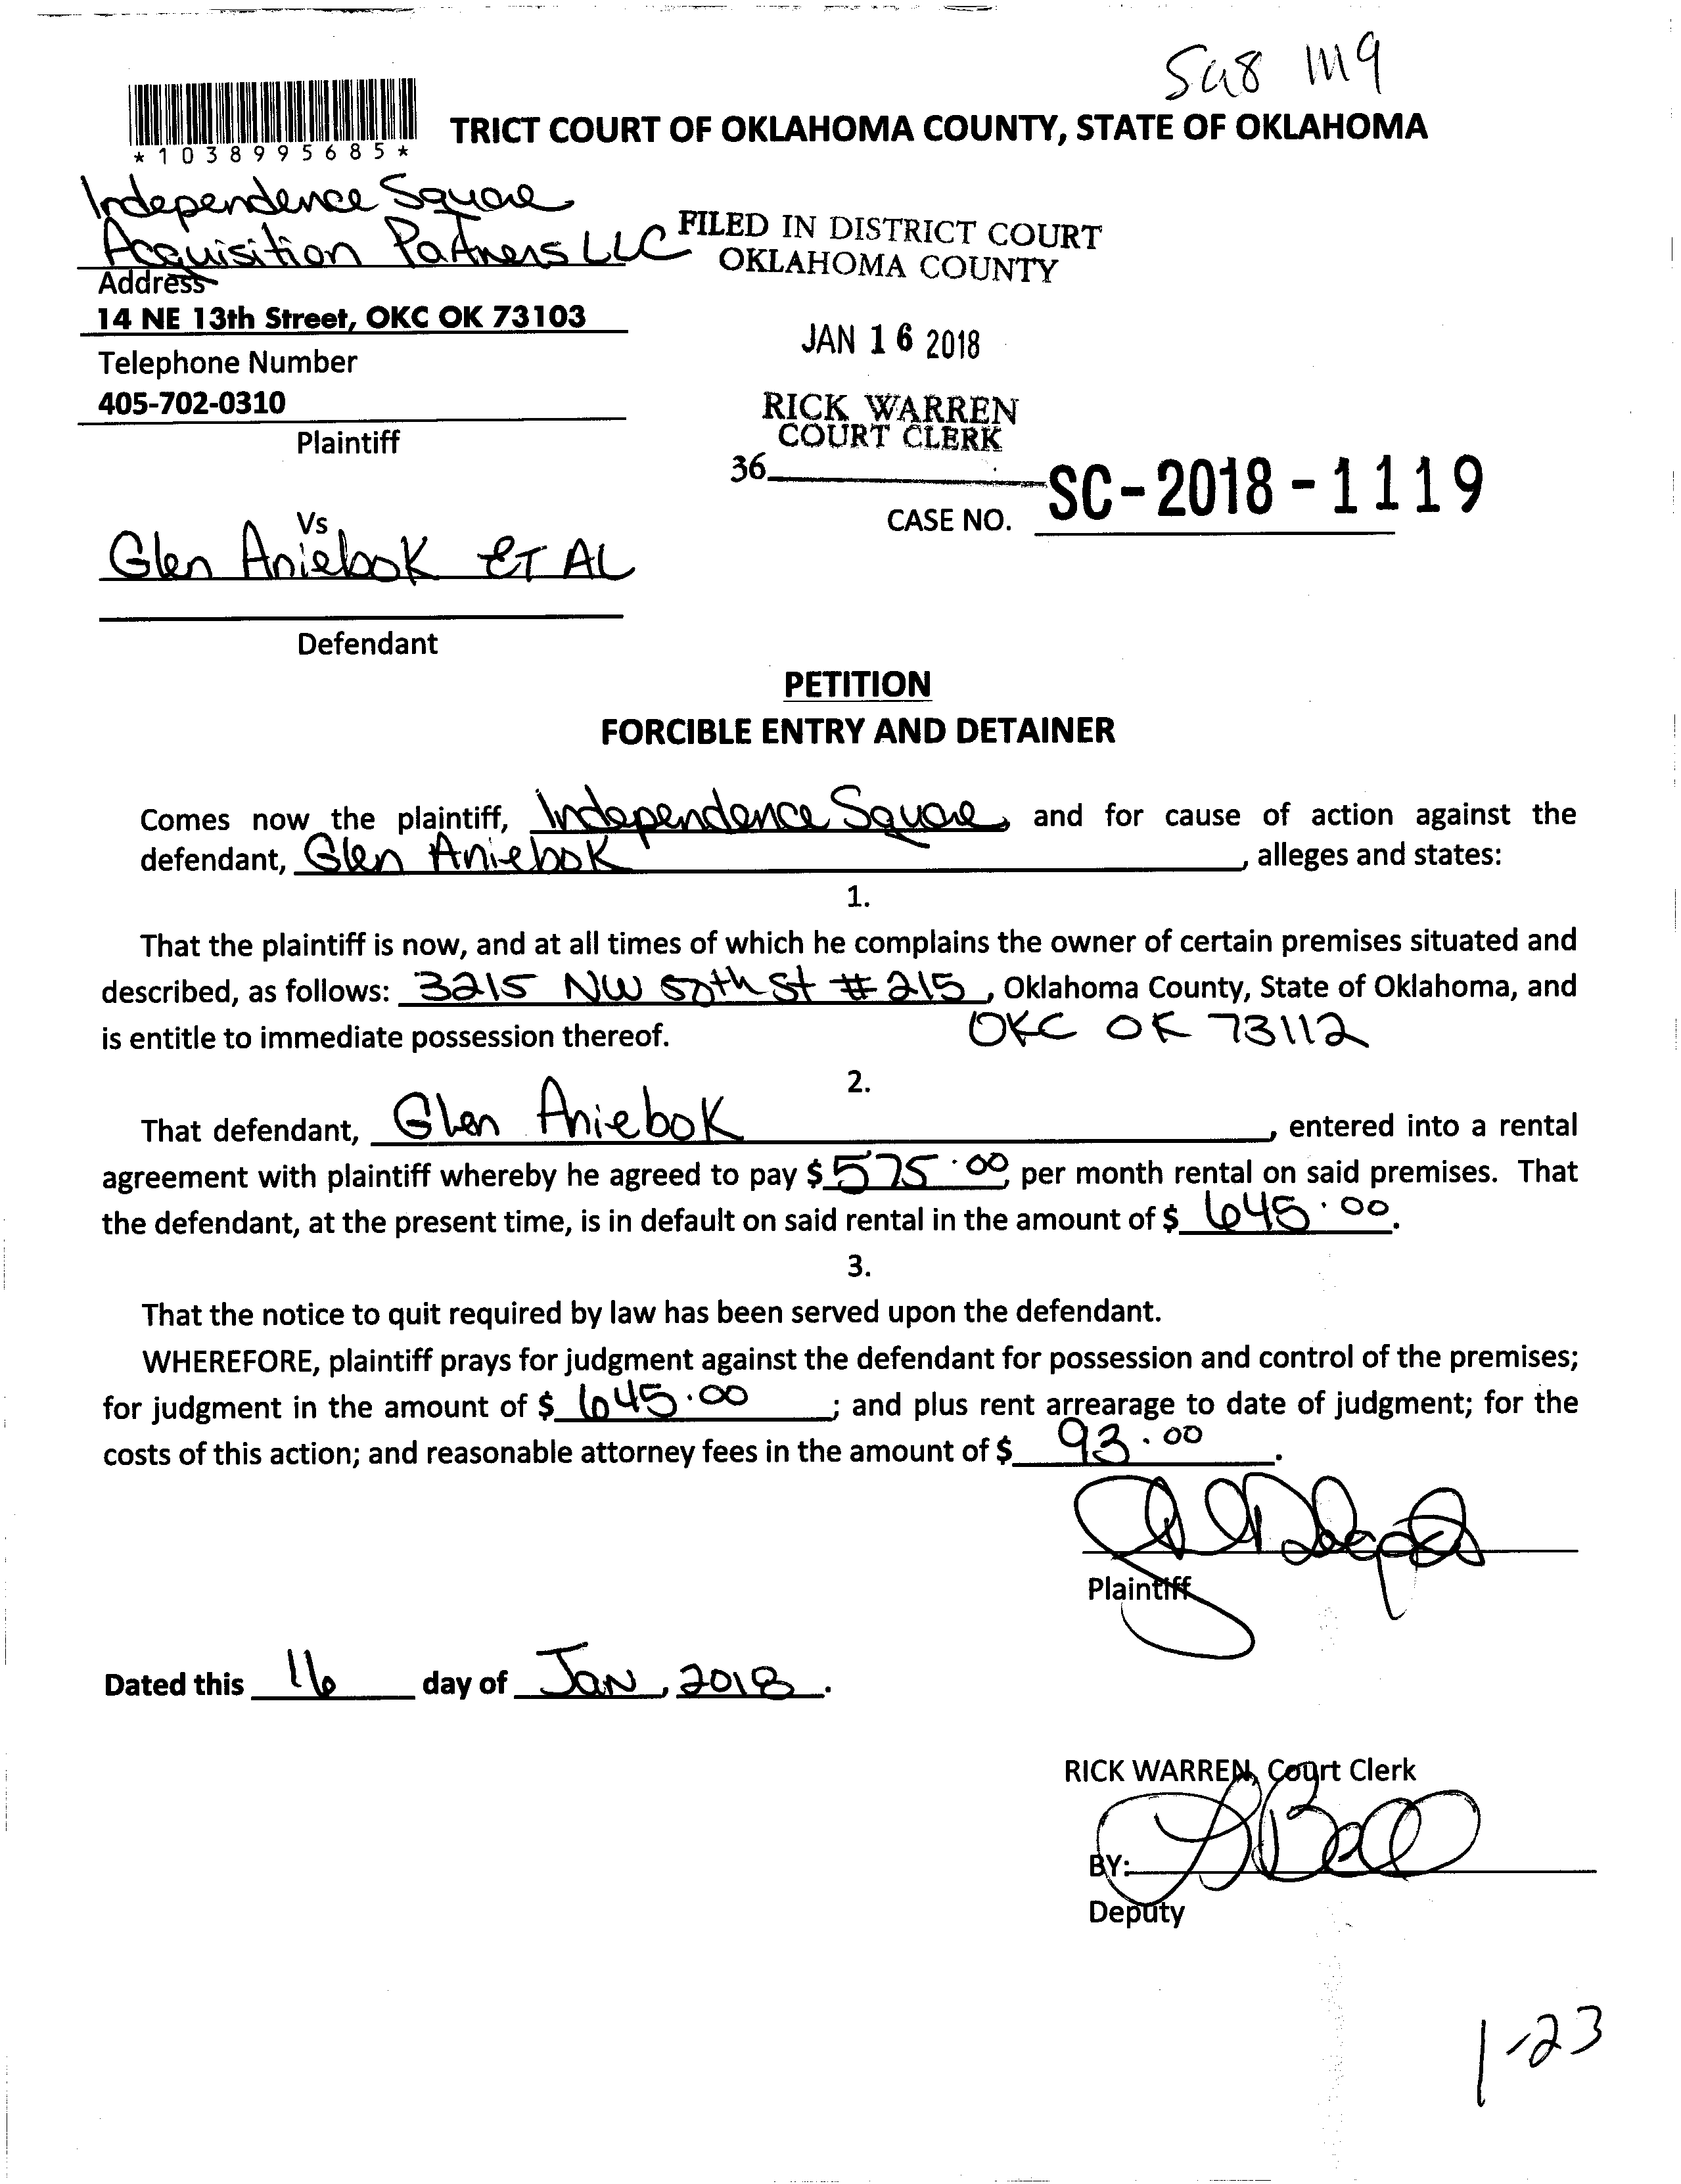 SC18 1119
TRICT COURT OF OKLAHOMA COUNTY, STATE OF OKLAHOMA
*1038995685*
Independence Square
Acquisition Partners LLC
FILED IN DISTRICT COURT
OKLAHOMA COUNTY
Address
14 NE 13th Street, OKC OK 73103
JAN 16 2018
Telephone Number
405-702-0310
RICK WARREN
COURT CLERK
Plaintiff
36
SC-2018-1119
CASE NO.
Vs
Glen Aniebok ET AL
Defendant
PETITION
FORCIBLE ENTRY AND DETAINER
Comes now the plaintiff, Independence Square and for cause of action against the
defendant, Glen Aniebok, alleges and states:
1.
That the plaintiff is now, and at all times of which he complains the owner of certain premises situated and
described, as follows: 3215 NW 50th St # 215, Oklahoma County, State of Oklahoma, and
is entitle to immediate possession thereof. OKC OK 73112
2.
That defendant, Glen Aniebok, entered into a rental
agreement with plaintiff whereby he agreed to pay $575.00, per month rental on said premises. That
the defendant, at the present time, is in default on said rental in the amount of $ 645.00.
3.
That the notice to quit required by law has been served upon the defendant.
WHEREFORE, plaintiff prays for judgment against the defendant for possession and control of the premises;
for judgment in the amount of $ 645.00; and plus rent arrearage to date of judgment; for the
costs of this action; and reasonable attorney fees in the amount of $ 93.00.
Plaintiff
Dated this 16 day of Jan, 2018.
RICK WARREN, Court Clerk
BY:
Deputy
1-23